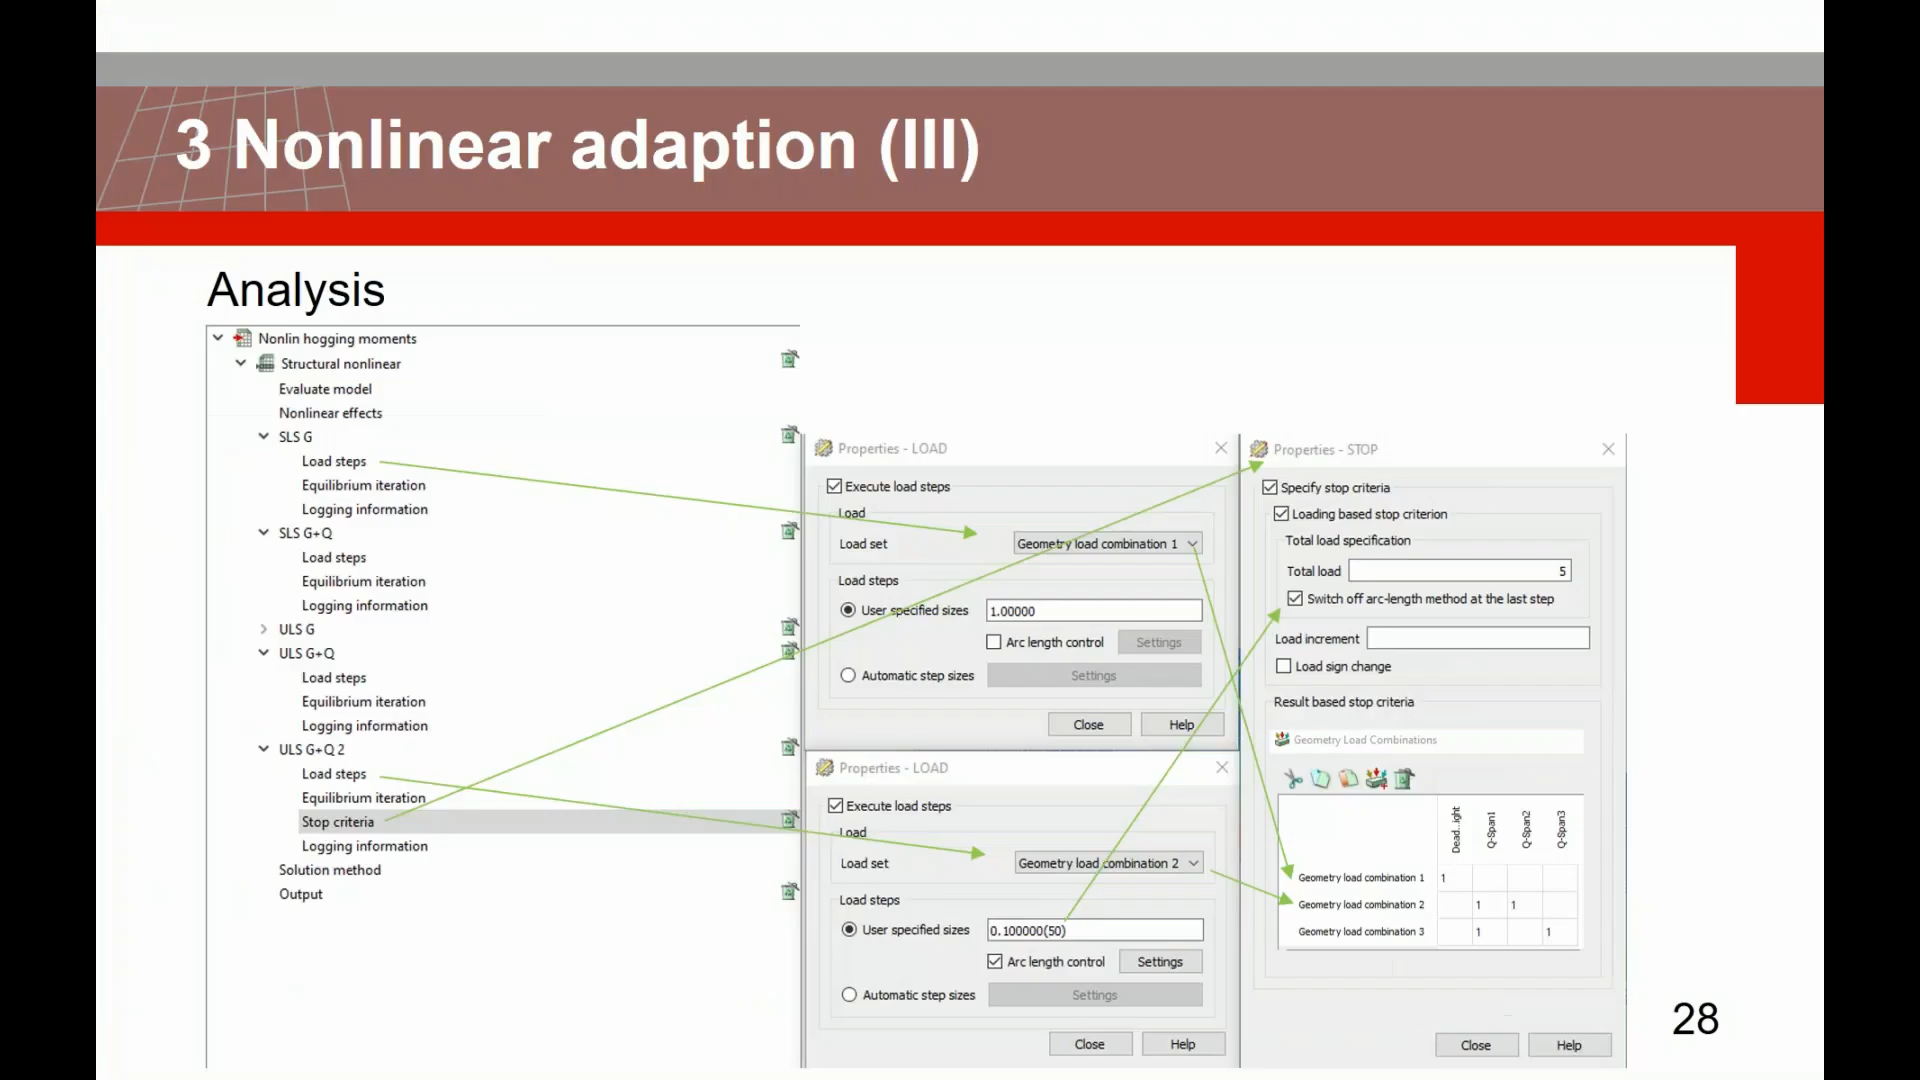 3 Nonlinear adaption (III)
Analysis
Nonlin hogging moments
Structural nonlinear
Evaluate model
Nonlinear effects
SLS G
Load steps
Equilibrium iteration
Logging information
SLS G+Q
Load steps
Equilibrium iteration
Logging information
ULS G
ULS G+Q
Load steps
Equilibrium iteration
Logging information
ULS G+Q 2
Load steps
Equilibrium iteration
Stop criteria
Logging information
Solution method
Output
Properties - LOAD
Execute load steps
Load
Load set Geometry load combination 1
Load steps
User specified sizes 1.00000
Arc length control Settings
Automatic step sizes Settings
Close Help
Properties - LOAD
Execute load steps
Load
Load set Geometry load combination 2
Load steps
User specified sizes 0.100000(50)
Arc length control Settings
Automatic step sizes Settings
Close Help
Properties - STOP
Specify stop criteria
Loading based stop criterion
Total load specification
Total load 5
Switch off arc-length method at the last step
Load increment
Load sign change
Result based stop criteria
Geometry Load Combinations
Dead..ight Q-Span1 Q-Span2 Q-Span3
Geometry load combination 1 1
Geometry load combination 2 1 1
Geometry load combination 3 1 1
Close Help
28